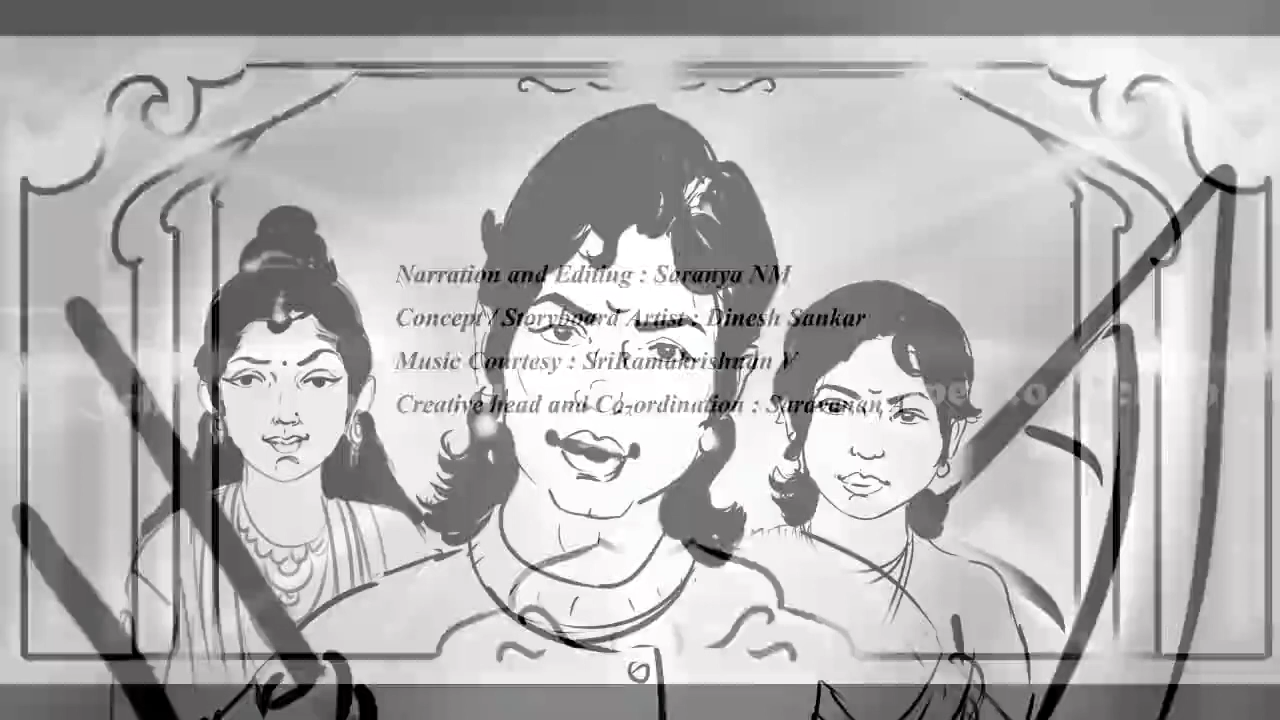 Narration and Editing : Saranya NM
Concept / Storyboard Artist : Dinesh Sankar
Music Courtesy : SriRamakrishnan V
Creative head and Co-ordination : Saravanan